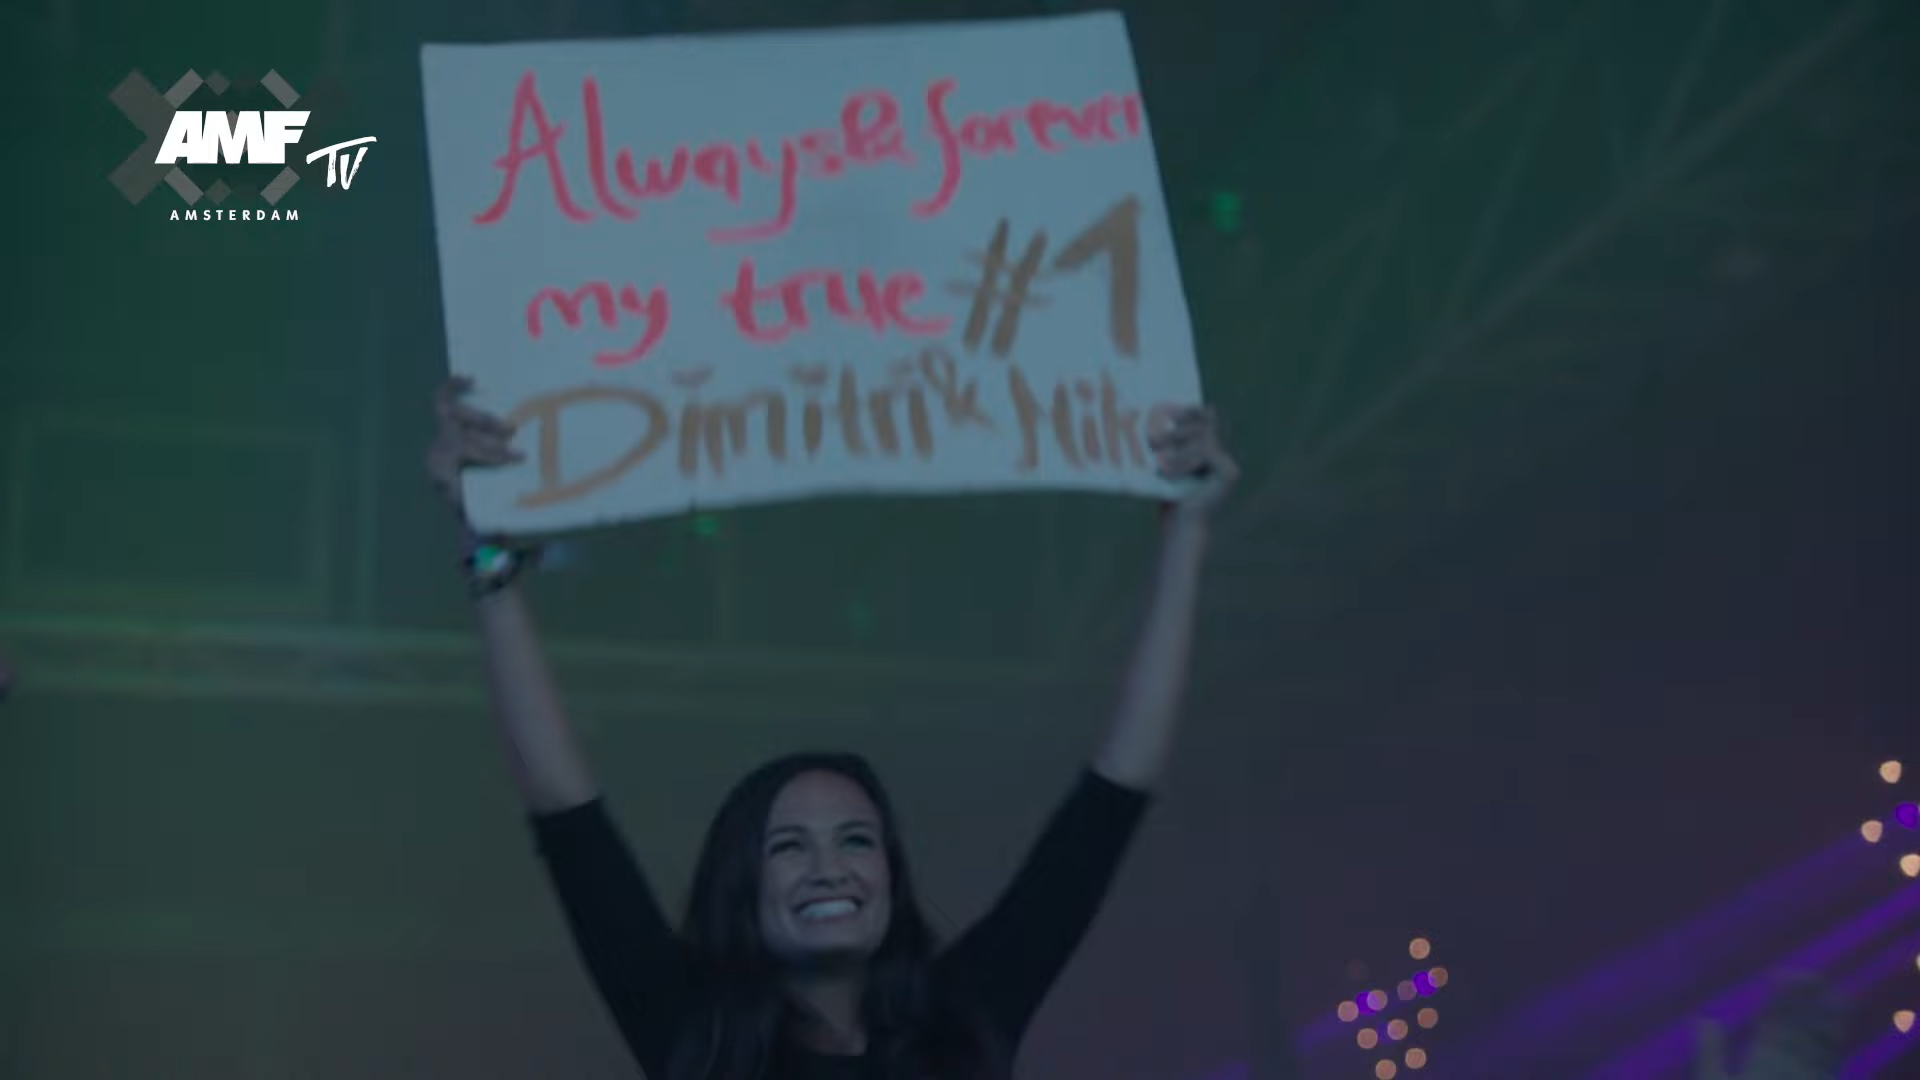 AMF TV
AMSTERDAM
Always & forever
my true #1
Dimitri & Mike